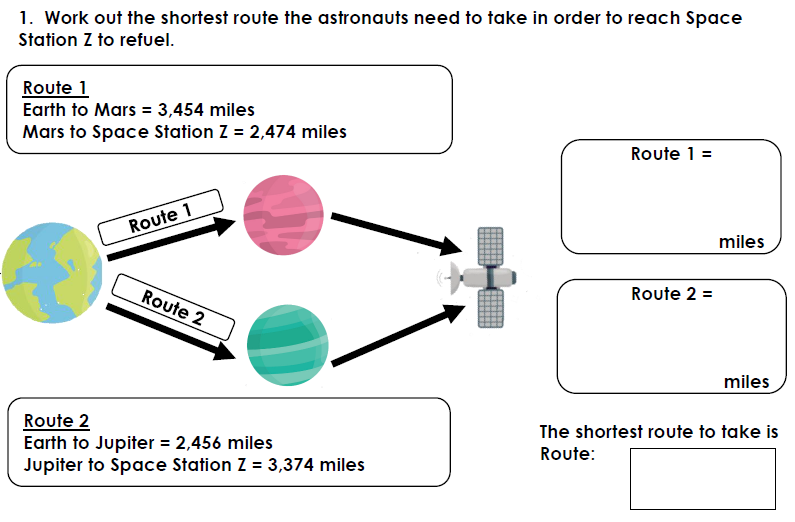 1. Work out the shortest route the astronauts need to take in order to reach Space
Station Z to refuel.
Route 1
Earth to Mars = 3,454 miles
Mars to Space Station Z = 2,474 miles
Route 1 =
miles
Route 1
Route 2
Route 2 =
miles
Route 2
Earth to Jupiter = 2,456 miles
Jupiter to Space Station Z = 3,374 miles
The shortest route to take is
Route: